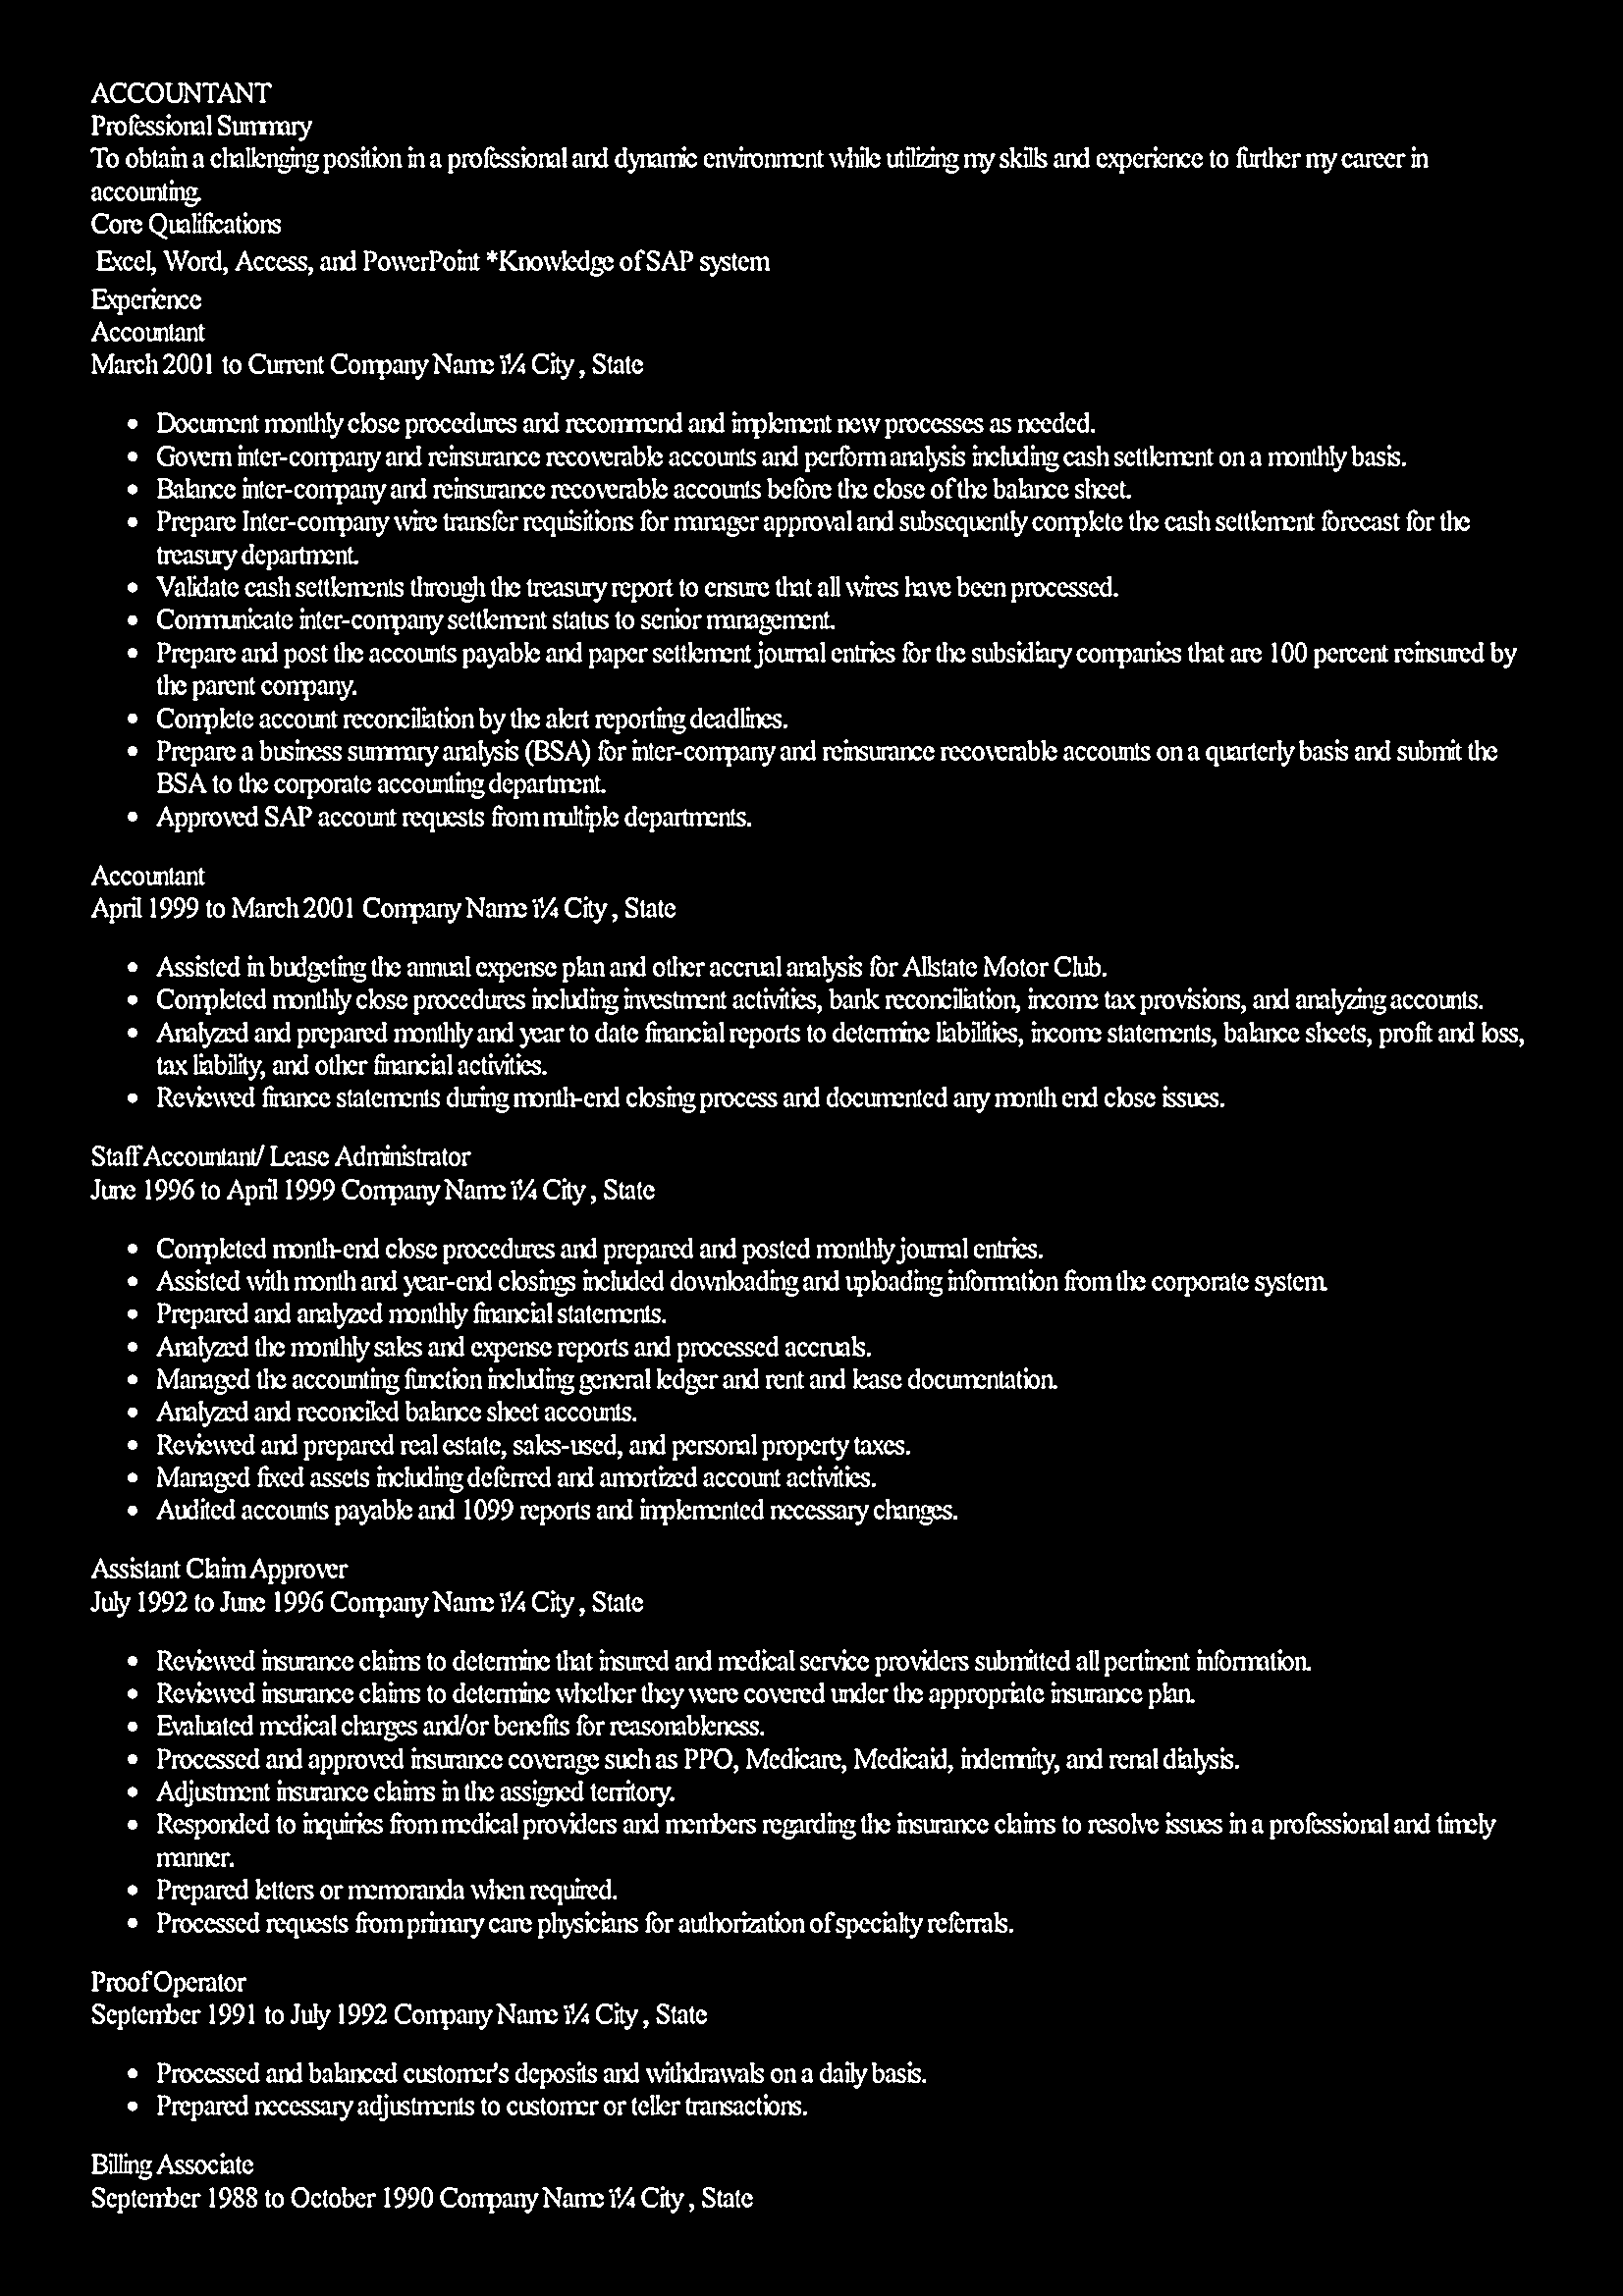 ACCOUNTANT
Professional Summary
To obtain a challenging position in a professional and dynamic environment while utilizing my skills and experience to further my career in
accounting.
Core Qualifications
Excel, Word, Access, and PowerPoint *Knowledge of SAP system
Experience
Accountant
March 2001 to Current Company Name ï¼ City , State
• Document monthly close procedures and recommend and implement new processes as needed.
• Govern inter-company and reinsurance recoverable accounts and perform analysis including cash settlement on a monthly basis.
• Balance inter-company and reinsurance recoverable accounts before the close of the balance sheet.
• Prepare Inter-company wire transfer requisitions for manager approval and subsequently complete the cash settlement forecast for the
treasury department.
• Validate cash settlements through the treasury report to ensure that all wires have been processed.
• Communicate inter-company settlement status to senior management.
• Prepare and post the accounts payable and paper settlement journal entries for the subsidiary companies that are 100 percent reinsured by
the parent company.
• Complete account reconciliation by the alert reporting deadlines.
• Prepare a business summary analysis (BSA) for inter-company and reinsurance recoverable accounts on a quarterly basis and submit the
BSA to the corporate accounting department.
• Approved SAP account requests from multiple departments.
Accountant
April 1999 to March 2001 Company Name ï¼ City , State
• Assisted in budgeting the annual expense plan and other accrual analysis for Allstate Motor Club.
• Completed monthly close procedures including investment activities, bank reconciliation, income tax provisions, and analyzing accounts.
• Analyzed and prepared monthly and year to date financial reports to determine liabilities, income statements, balance sheets, profit and loss,
tax liability, and other financial activities.
• Reviewed finance statements during month-end closing process and documented any month end close issues.
Staff Accountant/ Lease Administrator
June 1996 to April 1999 Company Name ï¼ City , State
• Completed month-end close procedures and prepared and posted monthly journal entries.
• Assisted with month and year-end closings included downloading and uploading information from the corporate system.
• Prepared and analyzed monthly financial statements.
• Analyzed the monthly sales and expense reports and processed accruals.
• Managed the accounting function including general ledger and rent and lease documentation.
• Analyzed and reconciled balance sheet accounts.
• Reviewed and prepared real estate, sales-used, and personal property taxes.
• Managed fixed assets including deferred and amortized account activities.
• Audited accounts payable and 1099 reports and implemented necessary changes.
Assistant Claim Approver
July 1992 to June 1996 Company Name ï¼ City , State
• Reviewed insurance claims to determine that insured and medical service providers submitted all pertinent information.
• Reviewed insurance claims to determine whether they were covered under the appropriate insurance plan.
• Evaluated medical charges and/or benefits for reasonableness.
• Processed and approved insurance coverage such as PPO, Medicare, Medicaid, indemnity, and renal dialysis.
• Adjustment insurance claims in the assigned territory.
• Responded to inquiries from medical providers and members regarding the insurance claims to resolve issues in a professional and timely
manner.
• Prepared letters or memoranda when required.
• Processed requests from primary care physicians for authorization of specialty referrals.
Proof Operator
September 1991 to July 1992 Company Name ï¼ City , State
• Processed and balanced customer's deposits and withdrawals on a daily basis.
• Prepared necessary adjustments to customer or teller transactions.
Billing Associate
September 1988 to October 1990 Company Name ï¼ City , State